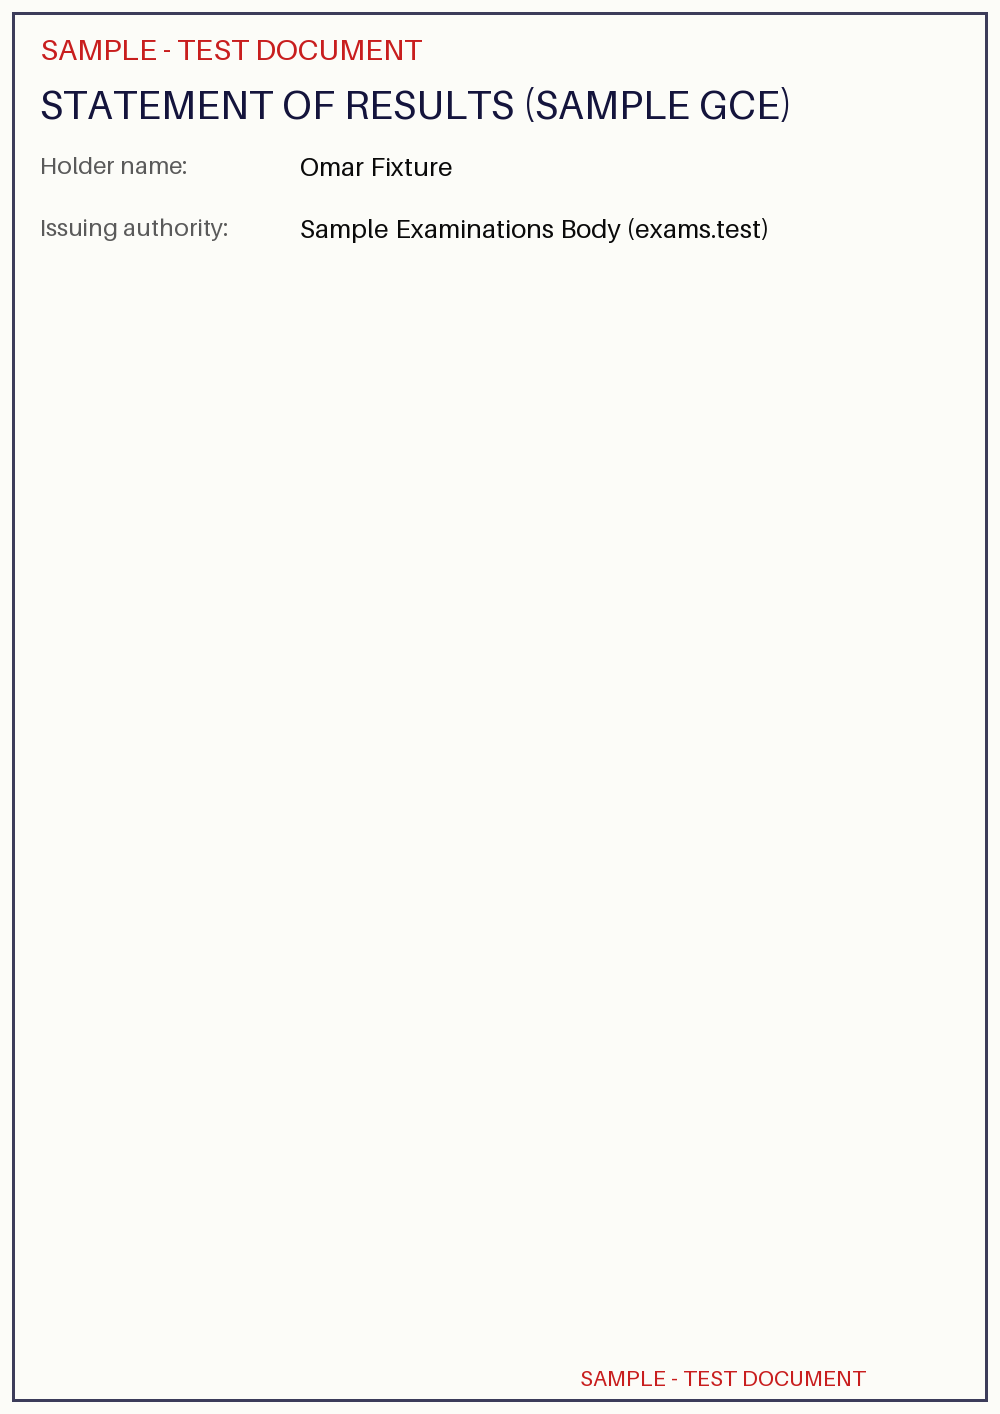 SAMPLE - TEST DOCUMENT
STATEMENT OF RESULTS (SAMPLE GCE)
Holder name: Omar Fixture
Issuing authority: Sample Examinations Body (exams.test)
SAMPLE - TEST DOCUMENT